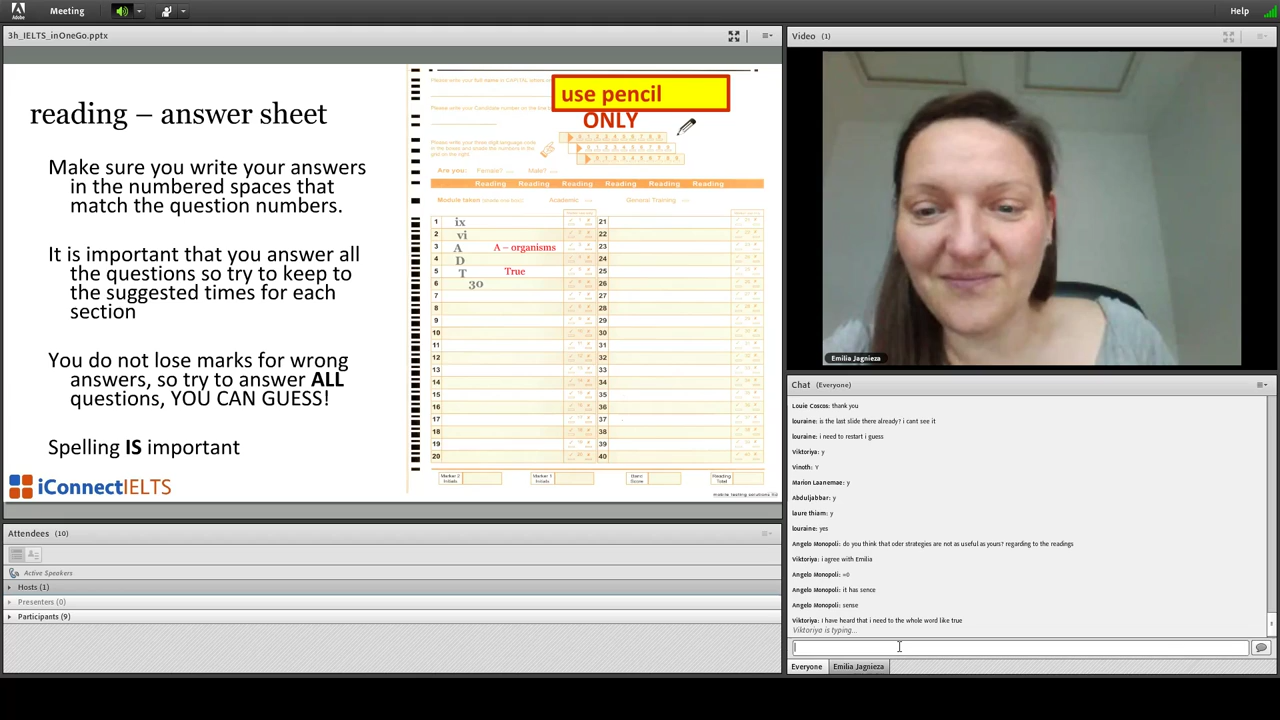 Meeting
Help
3h_IELTS_inOneGo.pptx
reading – answer sheet
Make sure you write your answers
in the numbered spaces that
match the question numbers.
It is important that you answer all
the questions so try to keep to
the suggested times for each
section
You do not lose marks for wrong
answers, so try to answer ALL
questions, YOU CAN GUESS!
Spelling IS important
iConnectIELTS
use pencil
ONLY
Are you: Female? Male?
Reading Reading Reading Reading Reading Reading
Module taken Academic General Training
1 ix 21
2 vi 22
3 A A – organisms 23
4 D 24
5 T True 25
6 30 26
7 27
8 28
9 29
10 30
11 31
12 32
13 33
14 34
15 35
16 36
17 37
18 38
19 39
20 40
Attendees (10)
Active Speakers
Hosts (1)
Presenters (0)
Participants (9)
Video (1)
Emilia Jagnieza
Chat (Everyone)
Louie Coscos: thank you
louraine: is the last slide there already? i cant see it
louraine: i need to restart i guess
Viktoriya: y
Vinoth: Y
Marion Laanemae: y
Abduljabbar: y
laure thiam: y
louraine: yes
Angelo Monopoli: do you think that oder strategies are not as useful as yours? regarding to the readings
Viktoriya: i agree with Emilia
Angelo Monopoli: =0
Angelo Monopoli: it has sence
Angelo Monopoli: sense
Viktoriya: I have heard that i need to the whole word like true
Viktoriya is typing...
Everyone
Emilia Jagnieza